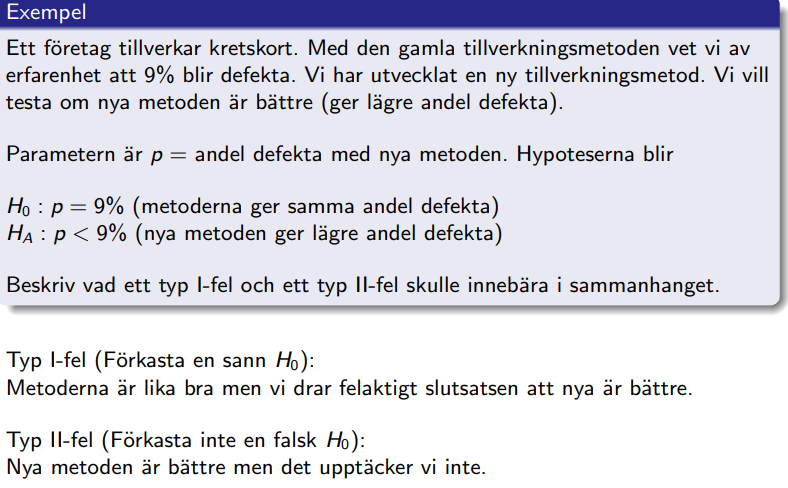 Exempel
Ett företag tillverkar kretskort. Med den gamla tillverkningsmetoden vet vi av
erfarenhet att 9% blir defekta. Vi har utvecklat en ny tillverkningsmetod. Vi vill
testa om nya metoden är bättre (ger lägre andel defekta).
Parametern är p = andel defekta med nya metoden. Hypoteserna blir
H₀ : p = 9% (metoderna ger samma andel defekta)
H_A : p < 9% (nya metoden ger lägre andel defekta)
Beskriv vad ett typ I-fel och ett typ II-fel skulle innebära i sammanhanget.
Typ I-fel (Förkasta en sann H₀):
Metoderna är lika bra men vi drar felaktigt slutsatsen att nya är bättre.
Typ II-fel (Förkasta inte en falsk H₀):
Nya metoden är bättre men det upptäcker vi inte.